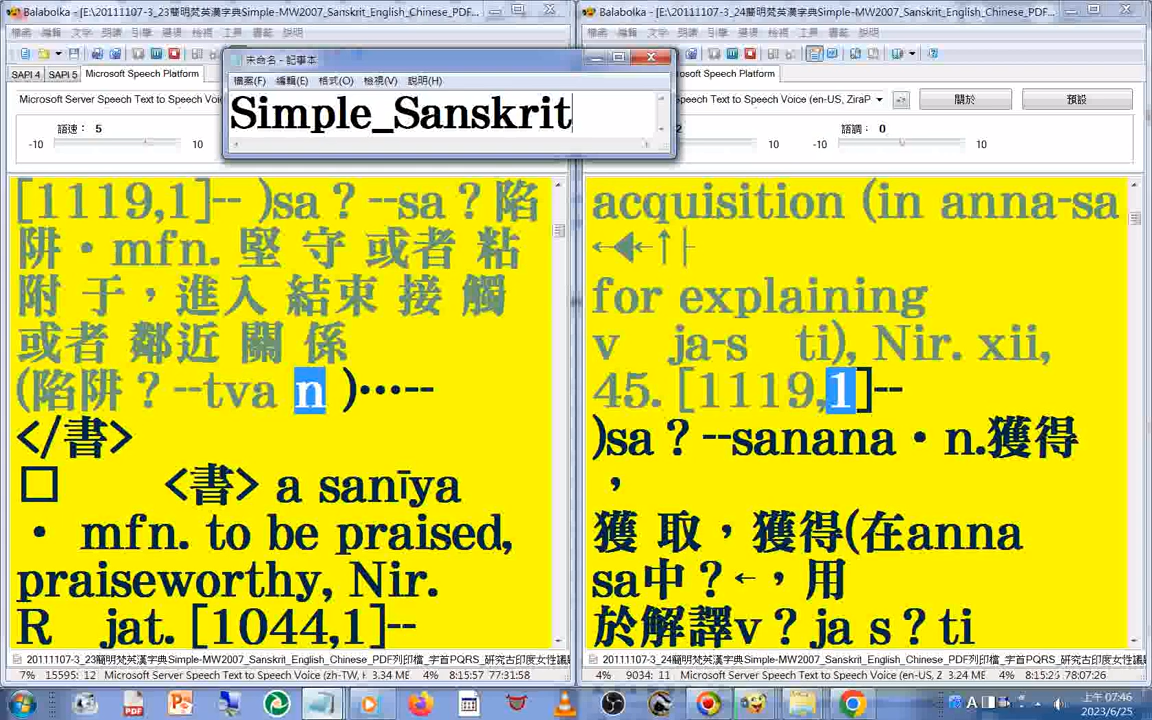 Balabolka - [E:\20111107-3_23簡明梵英漢字典Simple-MW2007_Sanskrit_English_Chinese_PDF...
Balabolka - [E:\20111107-3_24簡明梵英漢字典Simple-MW2007_Sanskrit_English_Chinese_PDF...
未命名 - 記事本
檔案(F) 編輯(E) 格式(O) 檢視(V) 說明(H)
Simple_Sanskrit
SAPI 4 SAPI 5 Microsoft Speech Platform
Microsoft Server Speech Text to Speech Voi
語速： 5
-10 10
Speech Platform
Speech Text to Speech Voice (en-US, ZiraP
關於 預設
2 語調： 0
10 -10 10
[1119,1]-- )sa？--sa？陷
阱・mfn. 堅 守 或者 粘
附 于，進入 結束 接 觸
或者 鄰近 關 係
(陷阱？--tva n )・・・--
</書>
□ <書> a sanīya
・ mfn. to be praised,
praiseworthy, Nir.
R jat. [1044,1]--
acquisition (in anna-sa
for explaining
v ja-s ti), Nir. xii,
45. [1119,1]--
)sa？--sanana・n.獲得
，
獲 取，獲得(在anna
sa中？←，用
於解譯v？ja s？ti
20111107-3_23簡明梵英漢字典Simple-MW2007_Sanskrit_English_Chinese_PDF列印檔_字首PQRS_研究古印度女性議
20111107-3_24簡明梵英漢字典Simple-MW2007_Sanskrit_English_Chinese_PDF列印檔_字首PQRS_研究古印度女性議
7% 15595: 12 Microsoft Server Speech Text to Speech Voice (zh-TW, H 3.34 ME 4% 8:15:57 77:31:58
4% 9034: 11 Microsoft Server Speech Text to Speech Voice (en-US, Z 3.24 ME 4% 8:15:25 78:07:26
上午 07:46
2023/6/25